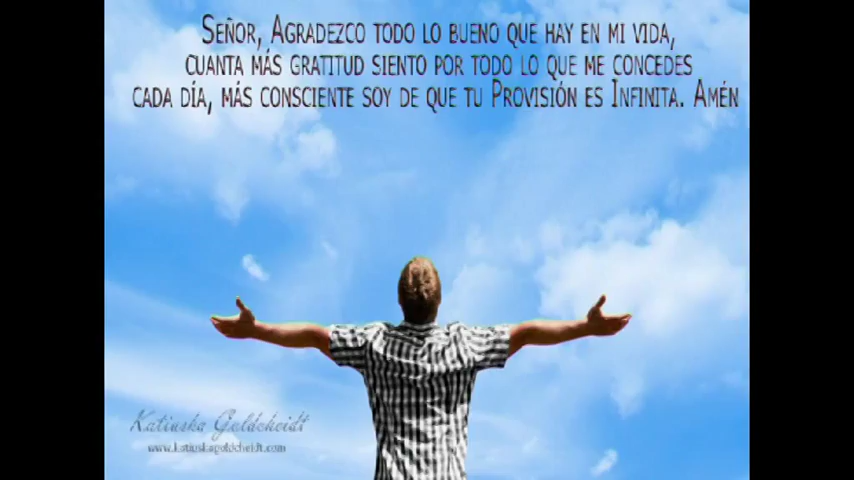 Señor, Agradezco todo lo bueno que hay en mi vida,
cuanta más gratitud siento por todo lo que me concedes
cada día, más consciente soy de que tu Provisión es Infinita. Amén
Katiuska Goldcheidt
www.katiuskagoldcheidt.com